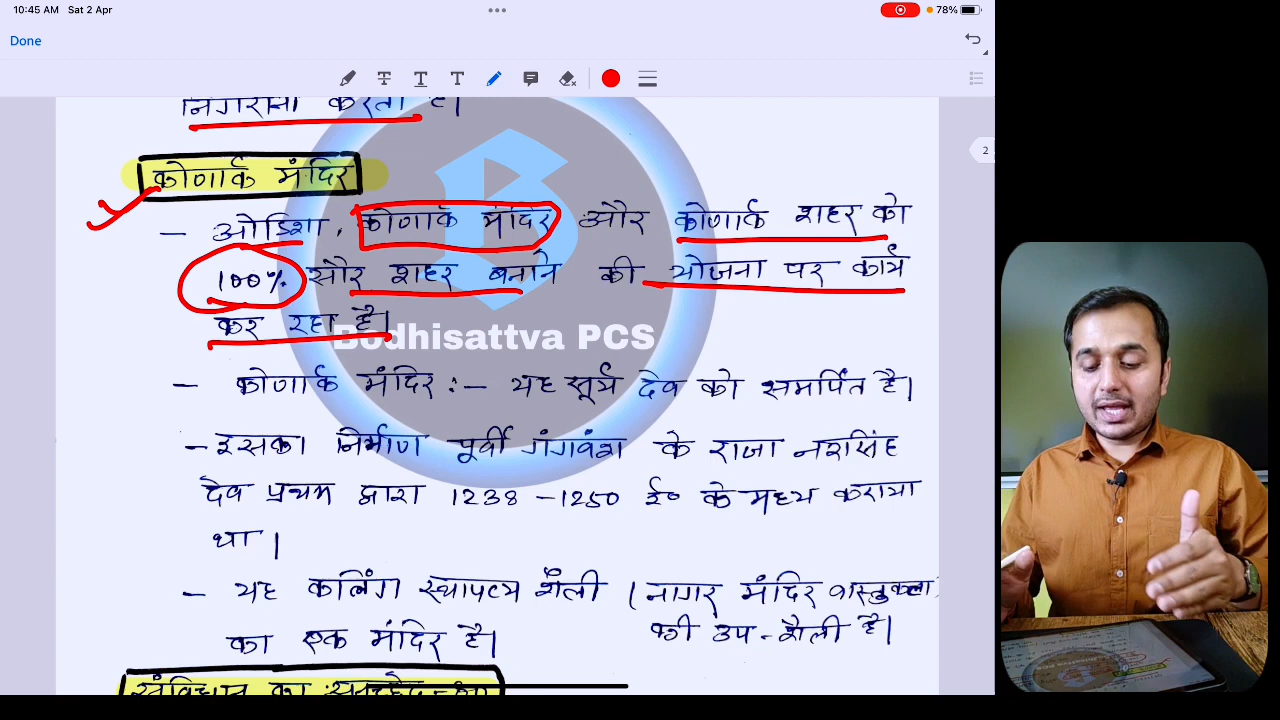 10:45 AM Sat 2 Apr
78%
Done
निगरानी करता है।
2
कोणार्क मंदिर
- ओडिशा, कोणार्क मंदिर और कोणार्क शहर को
100% सौर शहर बनाने की योजना पर कार्य
कर रहा है।
Bodhisattva PCS
- कोणार्क मंदिर :- यह सूर्य देव को समर्पित है।
- इसका निर्माण पूर्वी गंगवंश के राजा नरसिंह
देव प्रथम द्वारा 1238 - 1250 ई० के मध्य कराया
था।
- यह कलिंग स्थापत्य शैली (नागर मंदिर वास्तुकला
की उप-शैली है।
का एक मंदिर है।
संविधान का अनुच्छेद